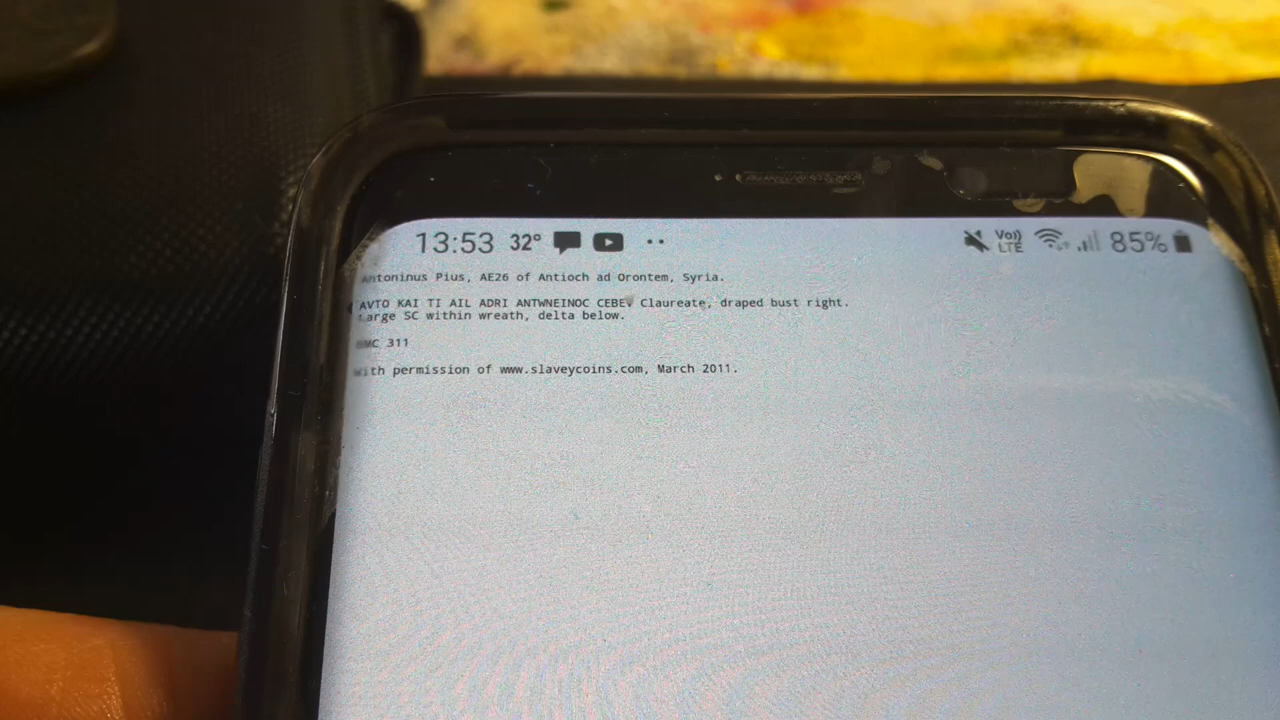 13:53 32° Vo)) LTE 85%
Antoninus Pius, AE26 of Antioch ad Orontem, Syria.
AVTO KAI TI AIL ADRI ANTWNEINOC CEBEV Claureate, draped bust right.
Large SC within wreath, delta below.
BMC 311
with permission of www.slaveycoins.com, March 2011.